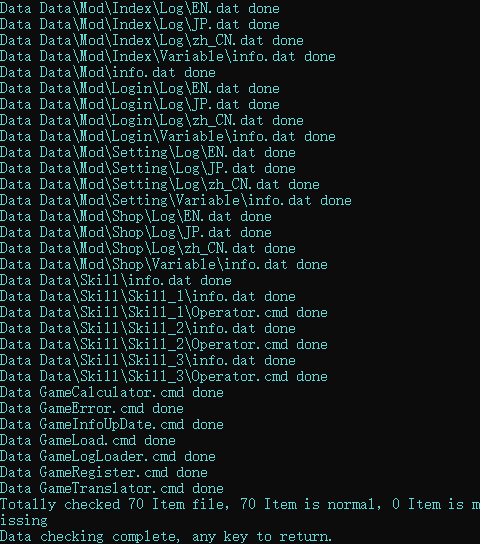 Data Data\Mod\Index\Log\EN.dat done
Data Data\Mod\Index\Log\JP.dat done
Data Data\Mod\Index\Log\zh_CN.dat done
Data Data\Mod\Index\Variable\info.dat done
Data Data\Mod\info.dat done
Data Data\Mod\Login\Log\EN.dat done
Data Data\Mod\Login\Log\JP.dat done
Data Data\Mod\Login\Log\zh_CN.dat done
Data Data\Mod\Login\Variable\info.dat done
Data Data\Mod\Setting\Log\EN.dat done
Data Data\Mod\Setting\Log\JP.dat done
Data Data\Mod\Setting\Log\zh_CN.dat done
Data Data\Mod\Setting\Variable\info.dat done
Data Data\Mod\Shop\Log\EN.dat done
Data Data\Mod\Shop\Log\JP.dat done
Data Data\Mod\Shop\Log\zh_CN.dat done
Data Data\Mod\Shop\Variable\info.dat done
Data Data\Skill\info.dat done
Data Data\Skill\Skill_1\info.dat done
Data Data\Skill\Skill_1\Operator.cmd done
Data Data\Skill\Skill_2\info.dat done
Data Data\Skill\Skill_2\Operator.cmd done
Data Data\Skill\Skill_3\info.dat done
Data Data\Skill\Skill_3\Operator.cmd done
Data GameCalculator.cmd done
Data GameError.cmd done
Data GameInfoUpDate.cmd done
Data GameLoad.cmd done
Data GameLogLoader.cmd done
Data GameRegister.cmd done
Data GameTranslator.cmd done
Totally checked 70 Item file, 70 Item is normal, 0 Item is m
issing
Data checking complete, any key to return.